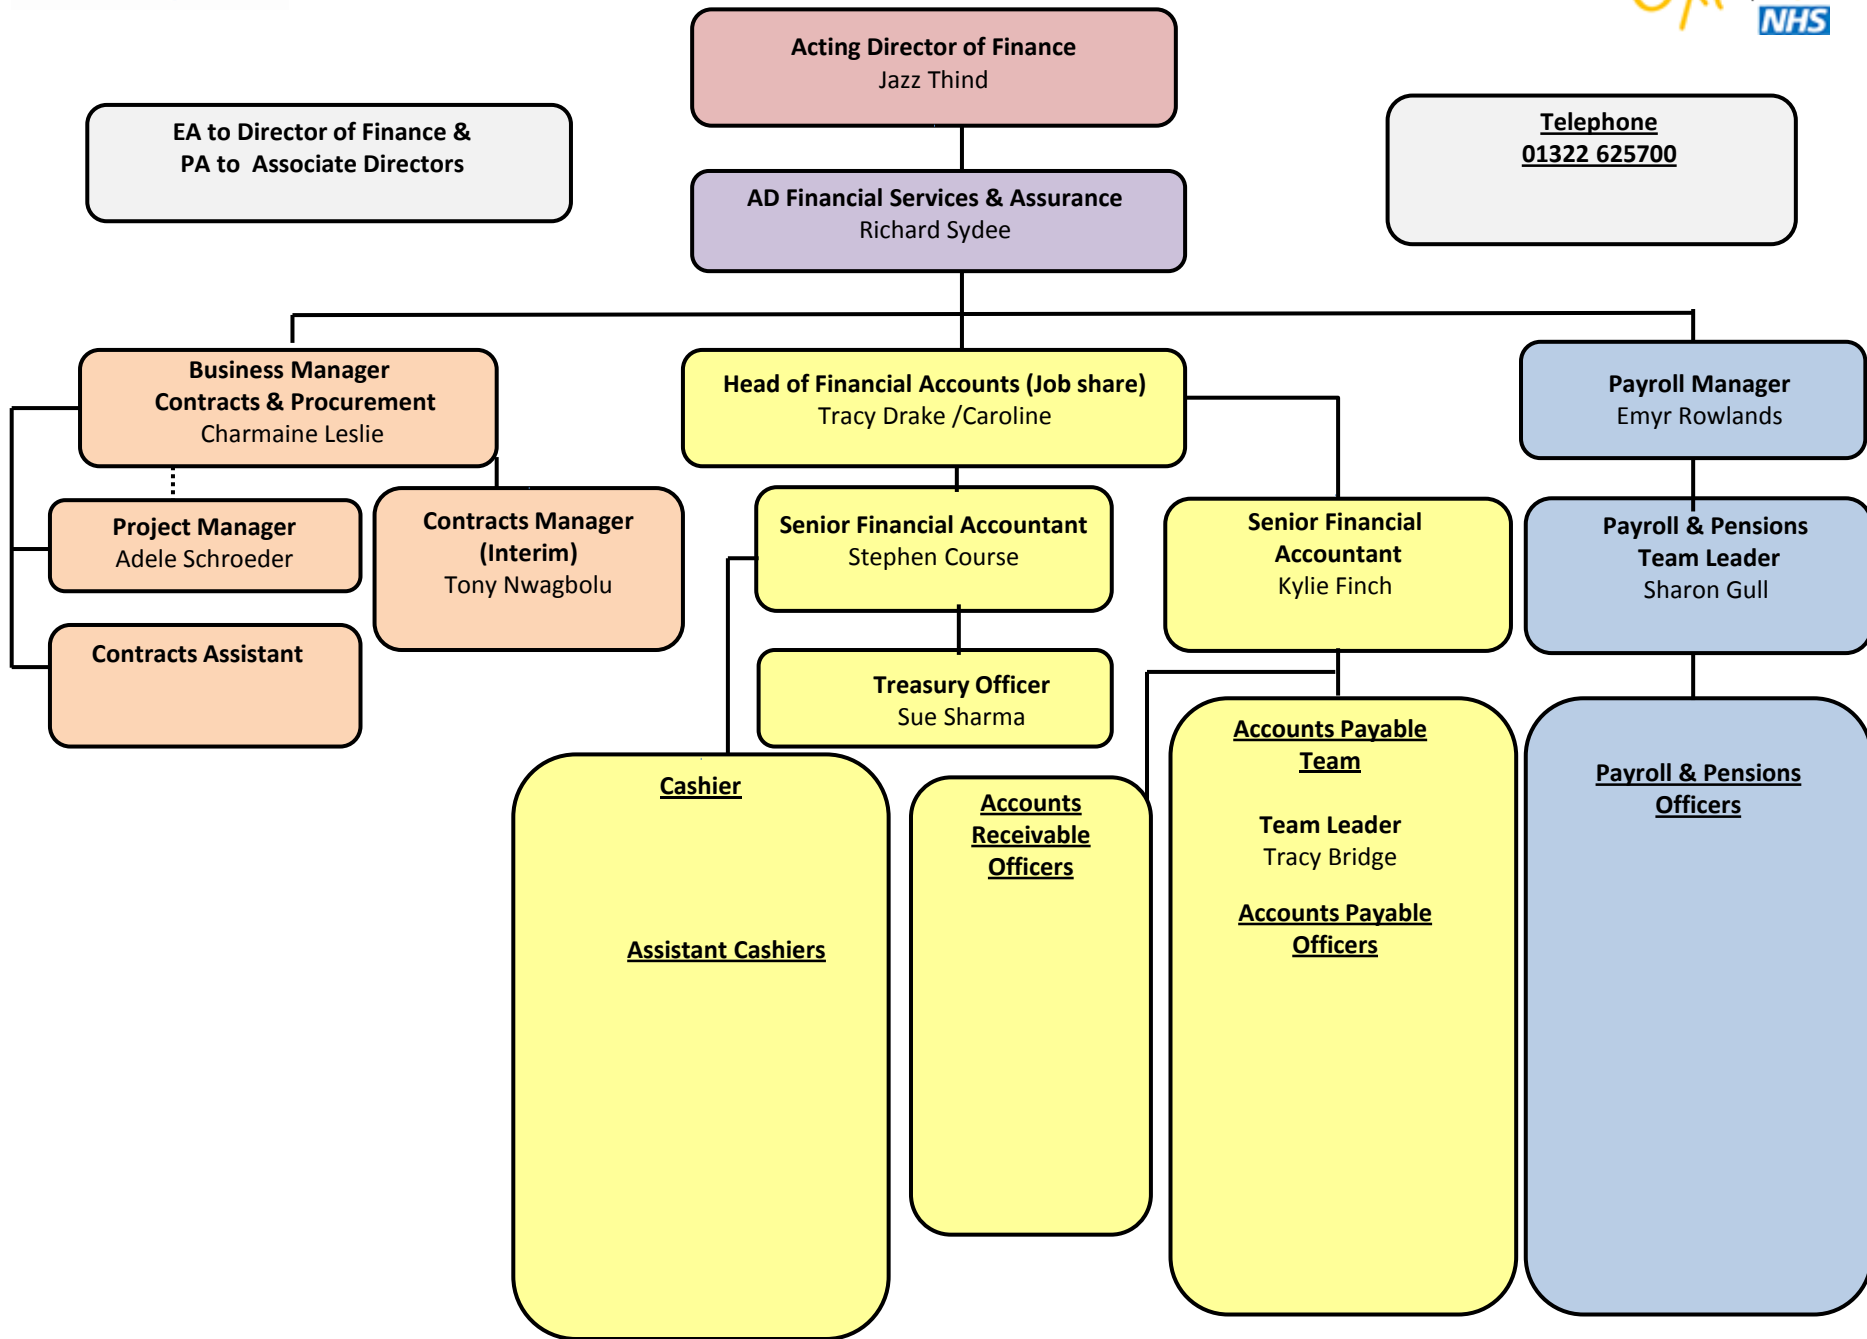 NHS
Acting Director of Finance
Jazz Thind
EA to Director of Finance &
PA to Associate Directors
Telephone
01322 625700
AD Financial Services & Assurance
Richard Sydee
Business Manager
Contracts & Procurement
Charmaine Leslie
Head of Financial Accounts (Job share)
Tracy Drake /Caroline
Payroll Manager
Emyr Rowlands
Project Manager
Adele Schroeder
Contracts Manager
(Interim)
Tony Nwagbolu
Senior Financial Accountant
Stephen Course
Senior Financial
Accountant
Kylie Finch
Payroll & Pensions
Team Leader
Sharon Gull
Contracts Assistant
Treasury Officer
Sue Sharma
Cashier
Assistant Cashiers
Accounts
Receivable
Officers
Accounts Payable
Team
Team Leader
Tracy Bridge
Accounts Payable
Officers
Payroll & Pensions
Officers